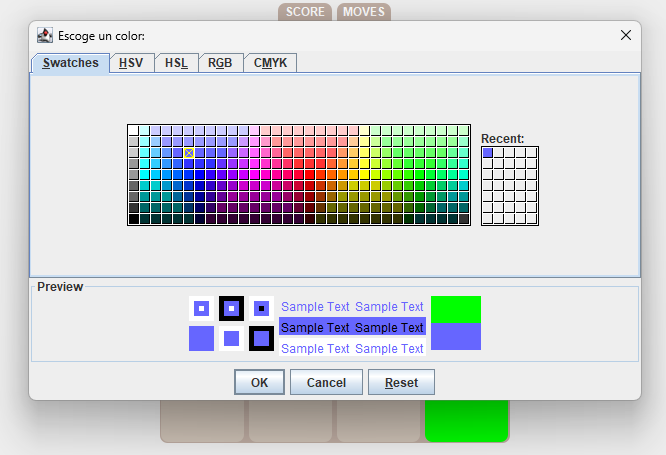 SCORE MOVES
Escoge un color:
Swatches HSV HSL RGB CMYK
Recent:
Preview
Sample Text Sample Text
Sample Text Sample Text
Sample Text Sample Text
OK Cancel Reset